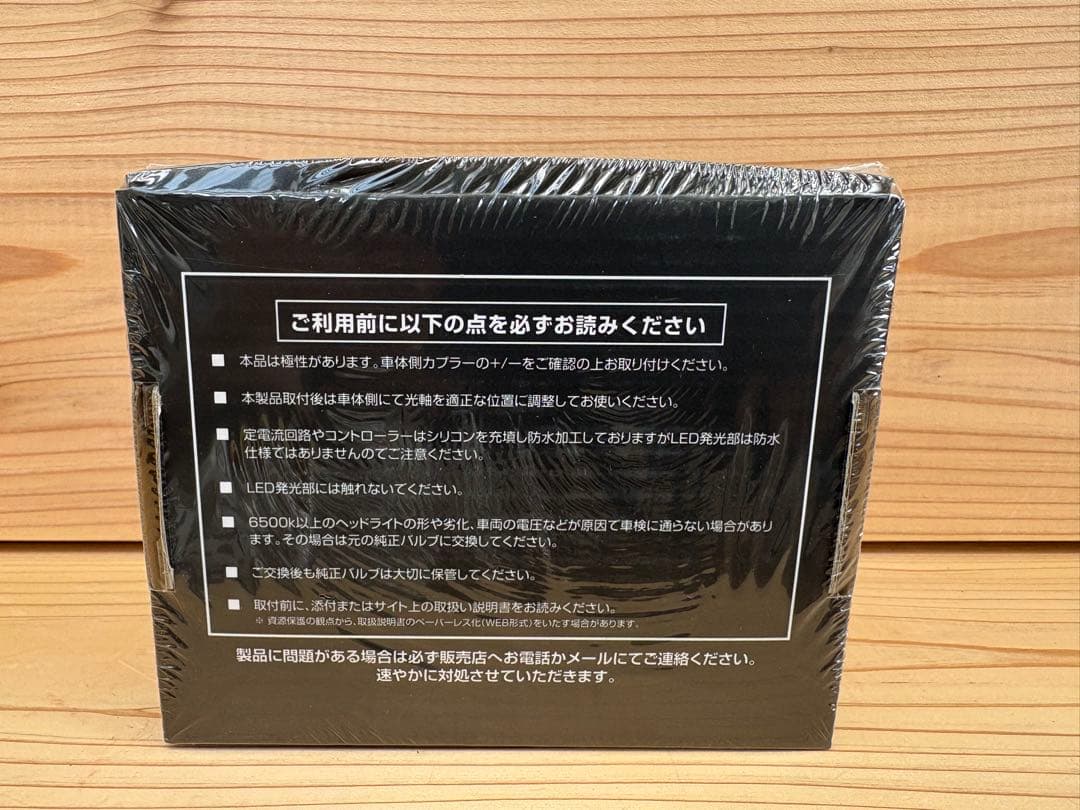 ご利用前に以下の点を必ずお読みください
■ 本品は極性があります。車体側カプラーの+/ーをご確認の上お取り付けください。
■ 本製品取付後は車体側にて光軸を適正な位置に調整してお使いください。
■ 定電流回路やコントローラーはシリコンを充填し防水加工しておりますがLED発光部は防水
仕様ではありませんのでご注意ください。
■ LED発光部には触れないでください。
■ 6500k以上のヘッドライトの形や劣化、車両の電圧などが原因で車検に通らない場合があり
ます。その場合は元の純正バルブに交換してください。
■ ご交換後も純正バルブは大切に保管してください。
■ 取付前に、添付またはサイト上の取扱い説明書をお読みください。
※ 資源保護の観点から、取扱説明書のペーパーレス化(WEB形式)をいたす場合があります。
製品に問題がある場合は必ず販売店へお電話かメールにてご連絡ください。
速やかに対処させていただきます。